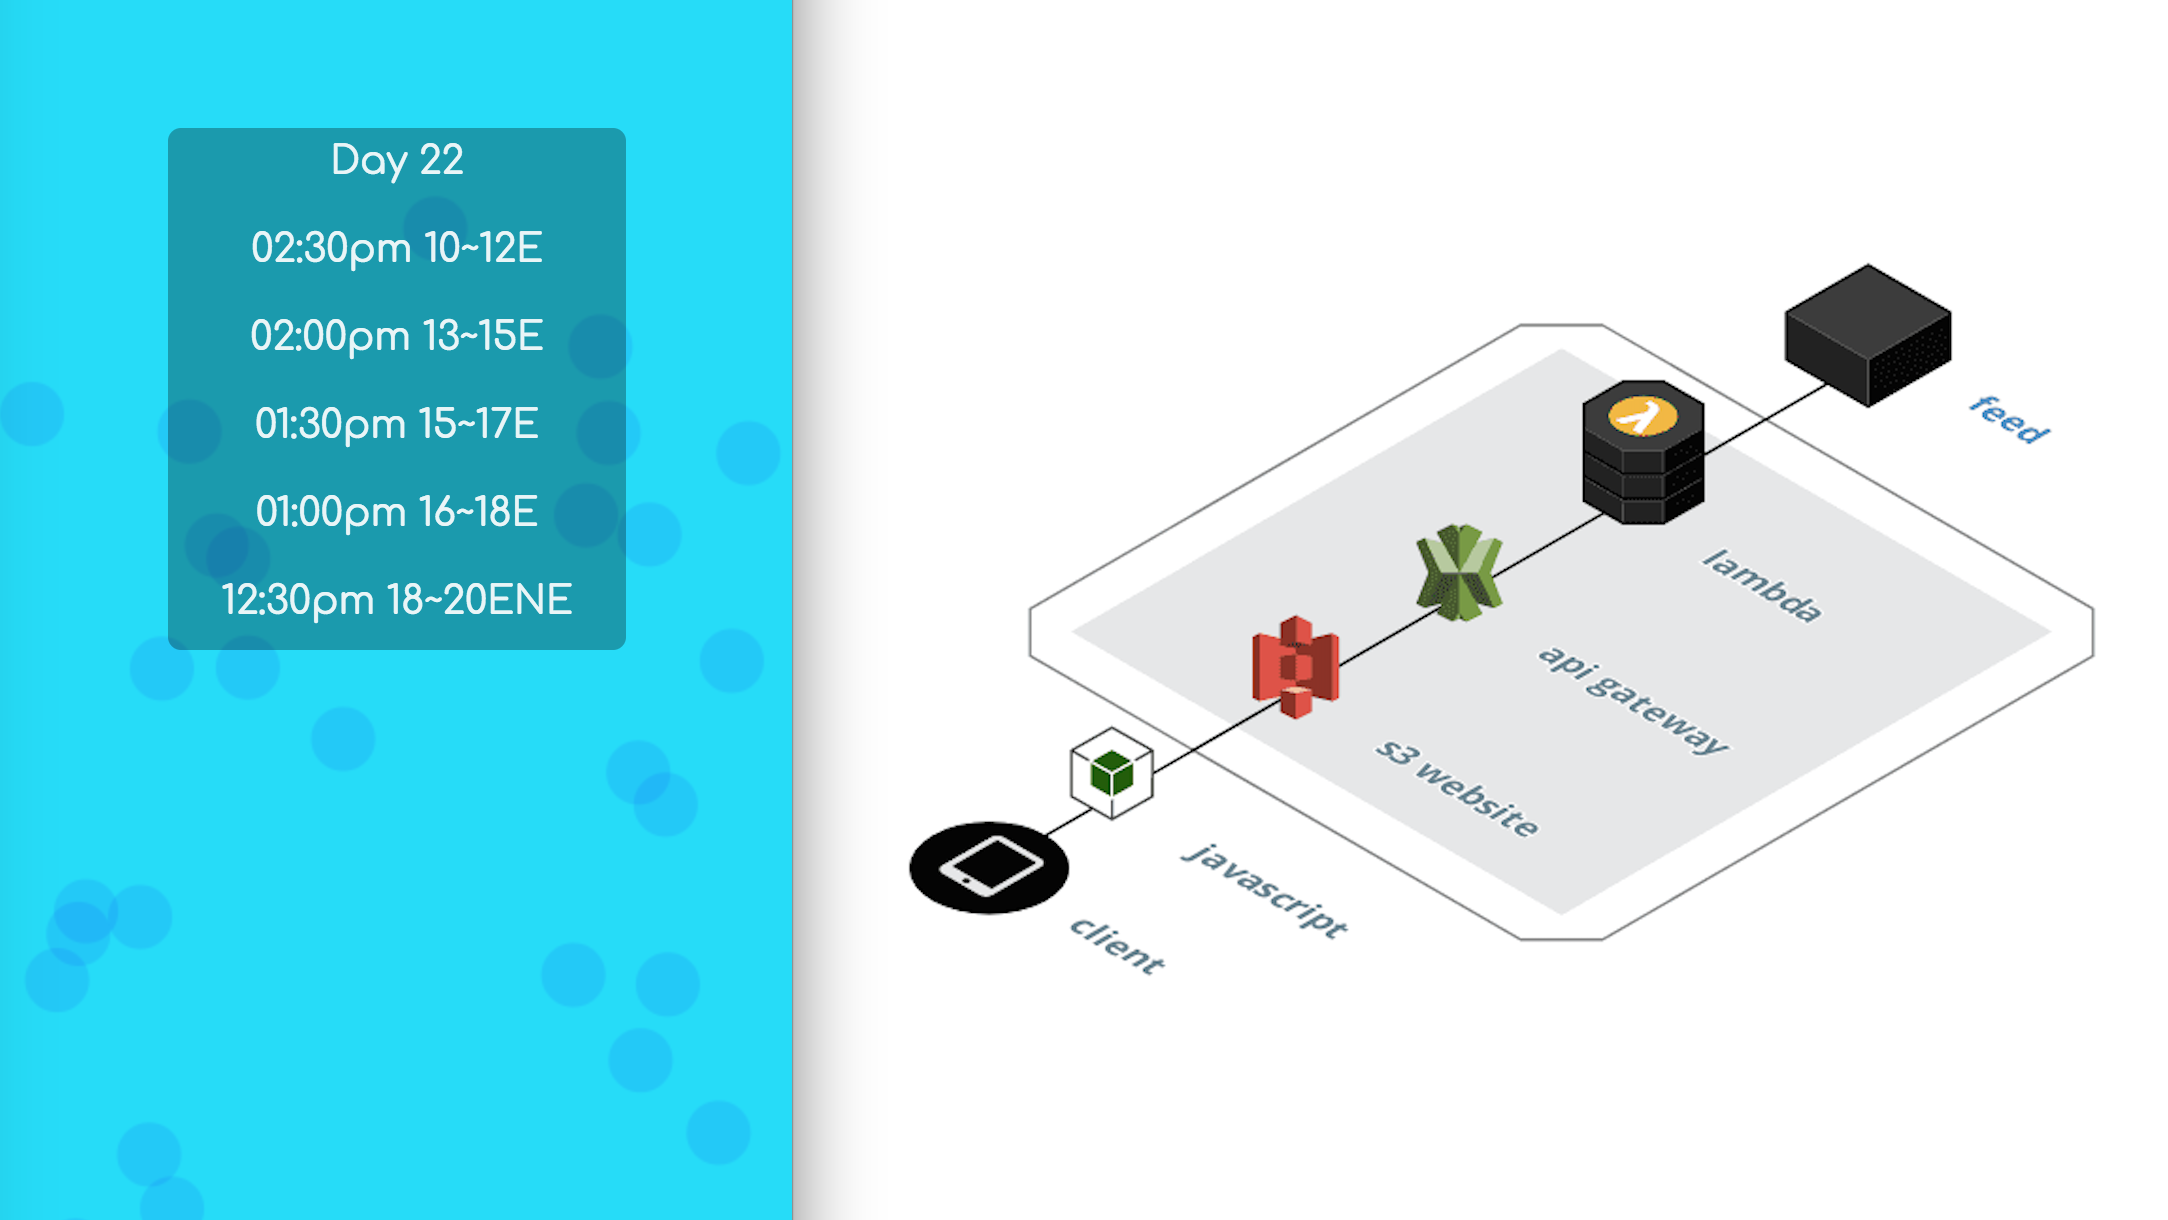 Day 22
02:30pm 10~12E
02:00pm 13~15E
01:30pm 15~17E
01:00pm 16~18E
12:30pm 18~20ENE
feed
lambda
api gateway
s3 website
javascript
client